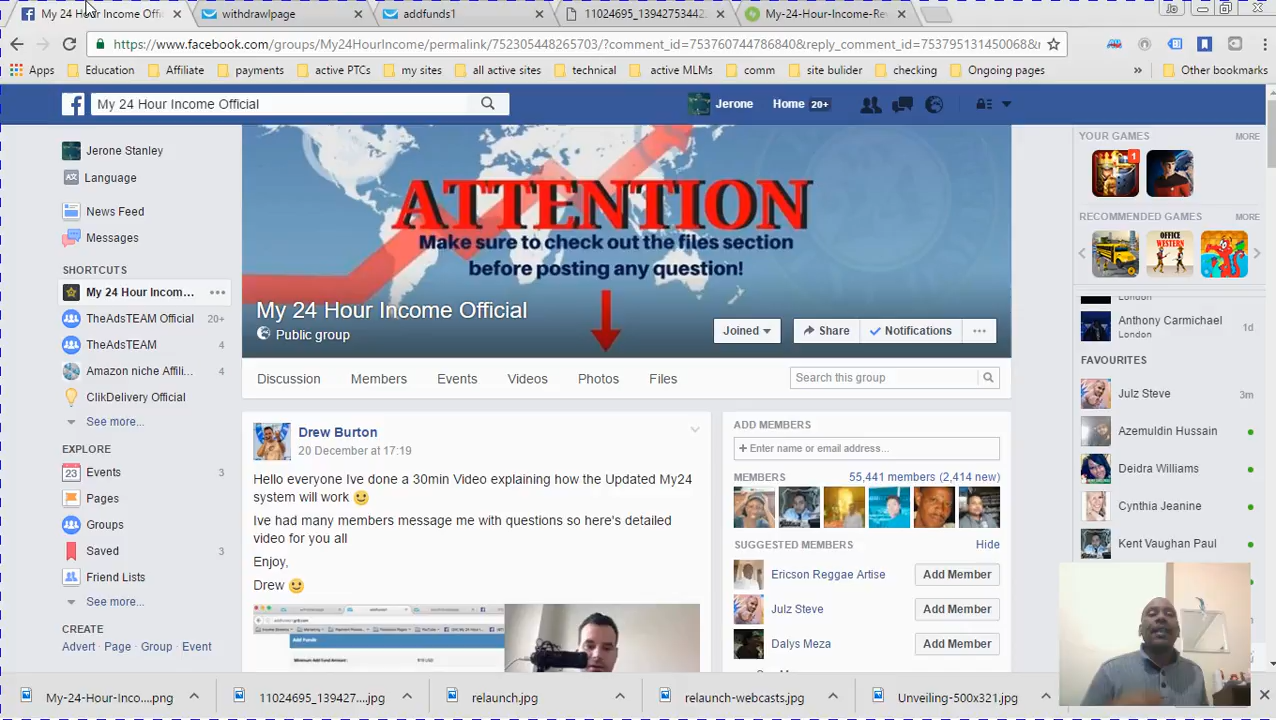 My 24 Hour Income Offi
withdrawlpage
addfunds1
11024695_1394275344
My-24-Hour-Income-Re
https://www.facebook.com/groups/My24HourIncome/permalink/752305448265703/?comment_id=753760744786840&reply_comment_id=753795131450068&n
Apps Education Affiliate payments active PTCs my sites all active sites technical active MLMs comm site bulider checking Ongoing pages » Other bookmarks
My 24 Hour Income Official
Jerone Home 20+
Jerone Stanley
Language
News Feed
Messages
SHORTCUTS
My 24 Hour Incom...
TheAdsTEAM Official 20+
TheAdsTEAM 4
Amazon niche Affili... 4
ClikDelivery Official
See more...
EXPLORE
23 Events 3
Pages
Groups
Saved 3
Friend Lists
See more...
CREATE
Advert · Page · Group · Event
ATTENTION
Make sure to check out the files section
before posting any question!
My 24 Hour Income Official
Public group
Joined Share Notifications
Discussion Members Events Videos Photos Files
Search this group
Drew Burton
20 December at 17:19
Hello everyone Ive done a 30min Video explaining how the Updated My24
system will work
Ive had many members message me with questions so here's detailed
video for you all
Enjoy,
Drew
Add Funds
ADD MEMBERS
+ Enter name or email address...
MEMBERS 55,441 members (2,414 new)
SUGGESTED MEMBERS Hide
Ericson Reggae Artise Add Member
Julz Steve Add Member
Dalys Meza Add Member
YOUR GAMES MORE
1
RECOMMENDED GAMES MORE
OFFICE
WESTERN
London
Anthony Carmichael 1d
London
FAVOURITES
Julz Steve 3m
Azemuldin Hussain
Deidra Williams
Cynthia Jeanine
Kent Vaughan Paul
My-24-Hour-Inco....png
11024695_139427....jpg
relaunch.jpg
relaunch-webcasts.jpg
Unveiling-500x321.jpg